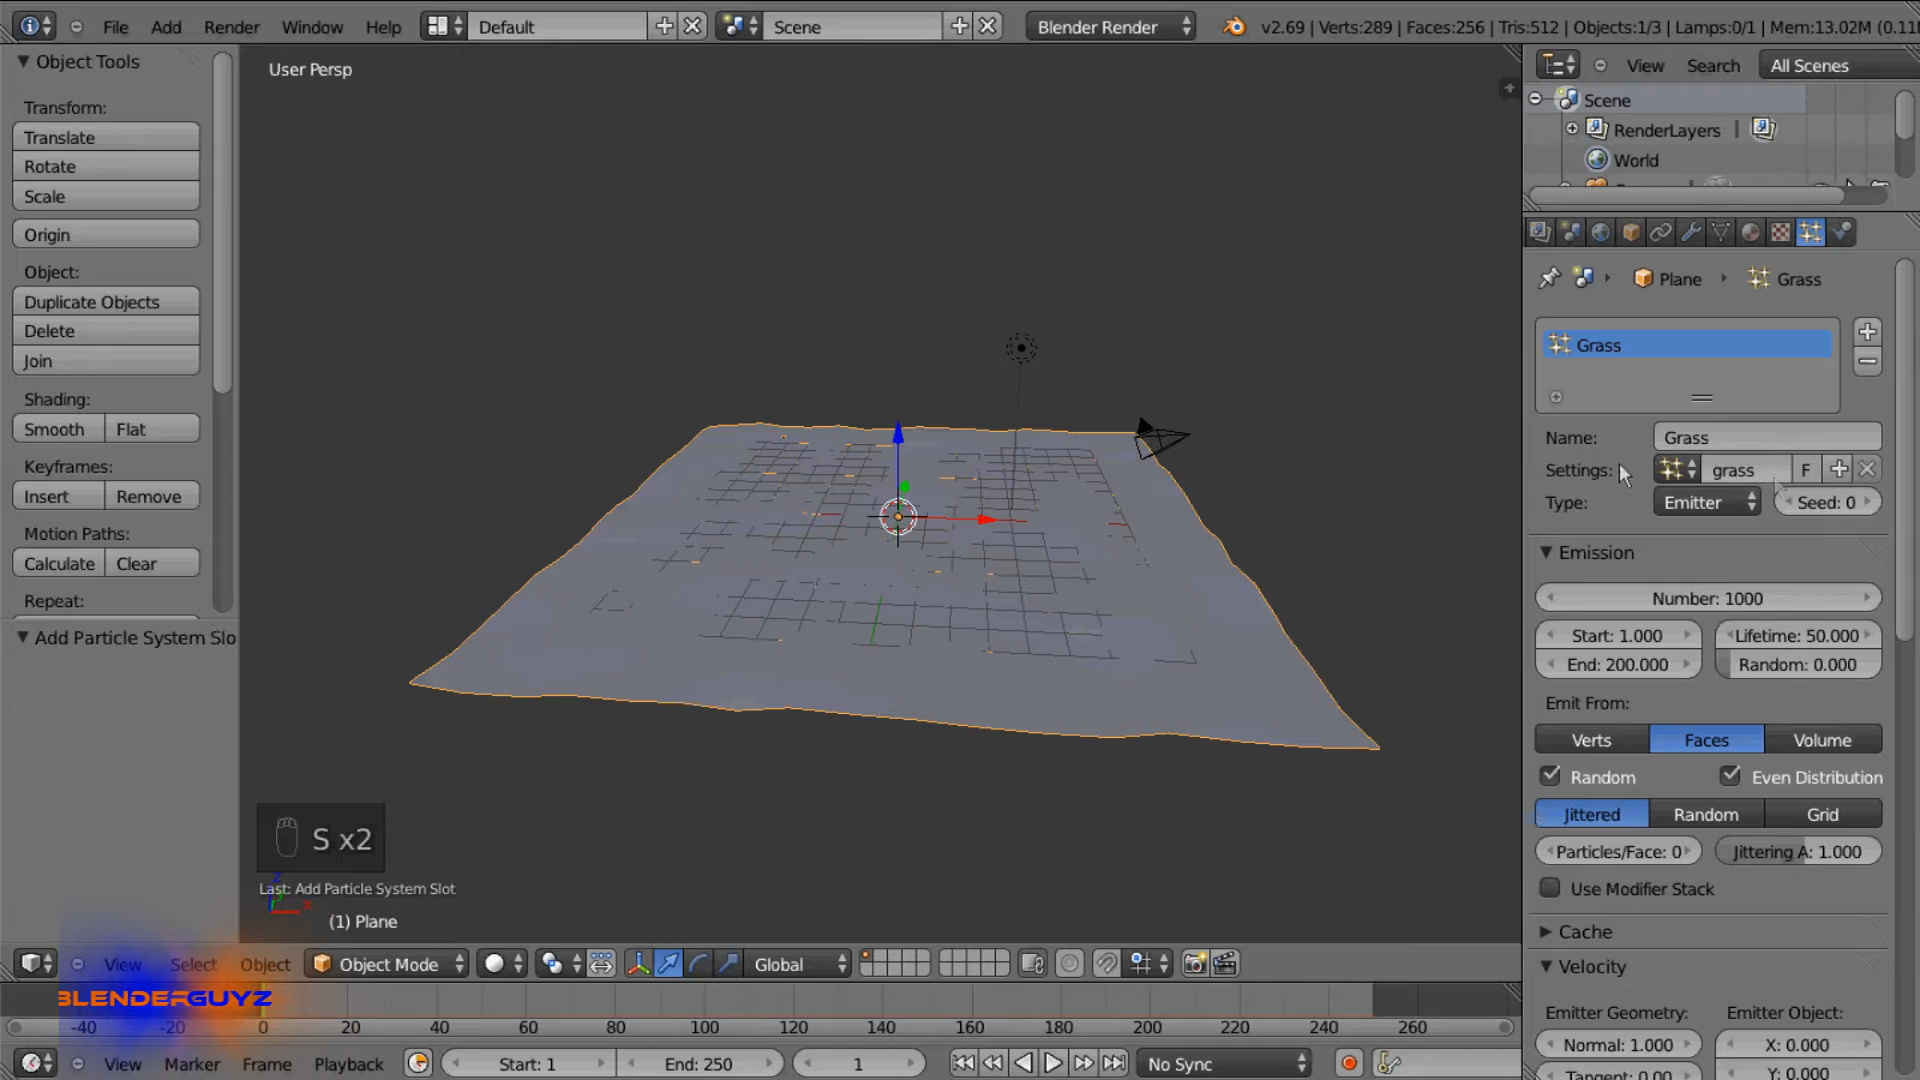 File Add Render Window Help Default Scene Blender Render v2.69 | Verts:289 | Faces:256 | Tris:512 | Objects:1/3 | Lamps:0/1 | Mem:13.02M (0.11
Object Tools
Transform:
Translate
Rotate
Scale
Origin
Object:
Duplicate Objects
Delete
Join
Shading:
Smooth Flat
Keyframes:
Insert Remove
Motion Paths:
Calculate Clear
Repeat:
Add Particle System Slo
User Persp
S x2
Last: Add Particle System Slot
(1) Plane
View Search All Scenes
Scene
RenderLayers |
World
Plane Grass
Grass
Name: Grass
Settings: grass F
Type: Emitter Seed: 0
Emission
Number: 1000
Start: 1.000 Lifetime: 50.000
End: 200.000 Random: 0.000
Emit From:
Verts Faces Volume
Random Even Distribution
Jittered Random Grid
Particles/Face: 0 Jittering A: 1.000
Use Modifier Stack
Cache
Velocity
Emitter Geometry: Emitter Object:
Normal: 1.000 X: 0.000
Tangent: 0.00 Y: 0.000
View Select Object Object Mode Global
BLENDERGUYZ
-40 -20 0 20 40 60 80 100 120 140 160 180 200 220 240 260
View Marker Frame Playback Start: 1 End: 250 1 No Sync